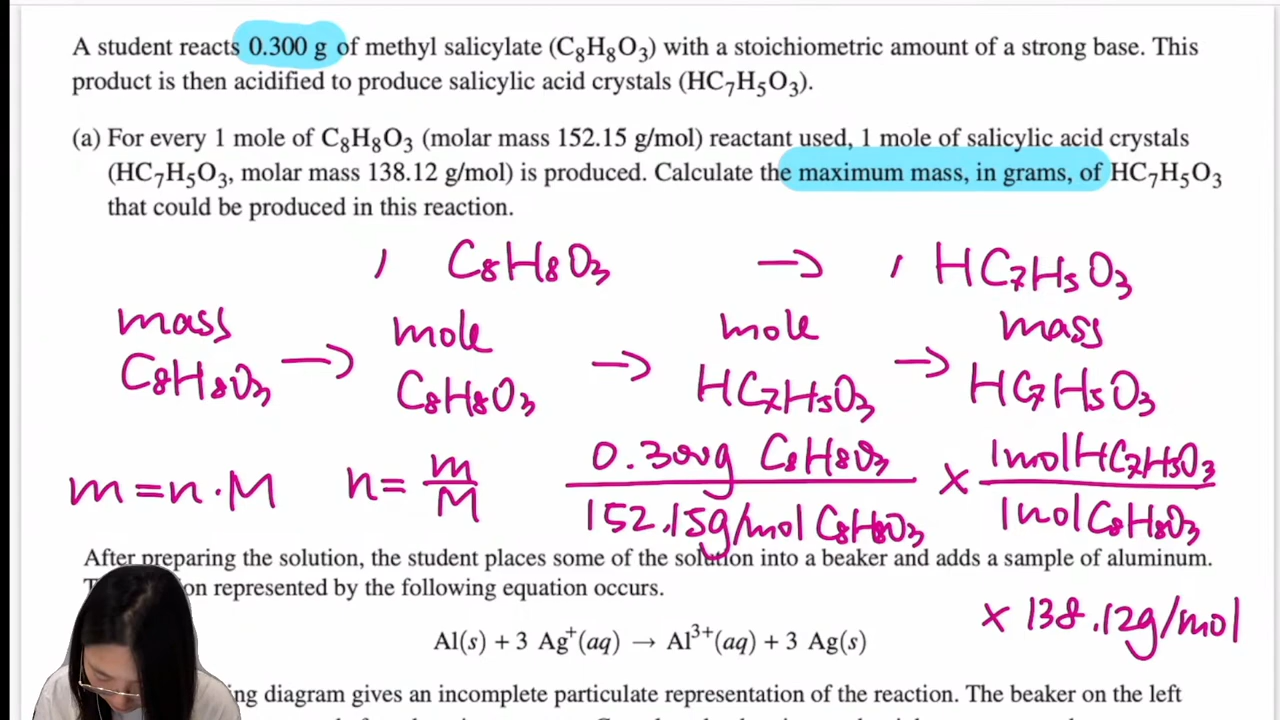 A student reacts 0.300 g of methyl salicylate (C₈H₈O₃) with a stoichiometric amount of a strong base. This
product is then acidified to produce salicylic acid crystals (HC₇H₅O₃).
(a) For every 1 mole of C₈H₈O₃ (molar mass 152.15 g/mol) reactant used, 1 mole of salicylic acid crystals
(HC₇H₅O₃, molar mass 138.12 g/mol) is produced. Calculate the maximum mass, in grams, of HC₇H₅O₃
that could be produced in this reaction.
1 C₈H₈O₃ → 1 HC₇H₅O₃
mass mole mole mass
C₈H₈O₃ → C₈H₈O₃ → HC₇H₅O₃ → HC₇H₅O₃
m = n · M n = m/M 0.300g C₈H₈O₃ / 152.15g/mol C₈H₈O₃ × 1mol HC₇H₅O₃ / 1mol C₈H₈O₃
× 138.12g/mol
After preparing the solution, the student places some of the solution into a beaker and adds a sample of aluminum.
on represented by the following equation occurs.
Al(s) + 3 Ag⁺(aq) → Al³⁺(aq) + 3 Ag(s)
ng diagram gives an incomplete particulate representation of the reaction. The beaker on the left